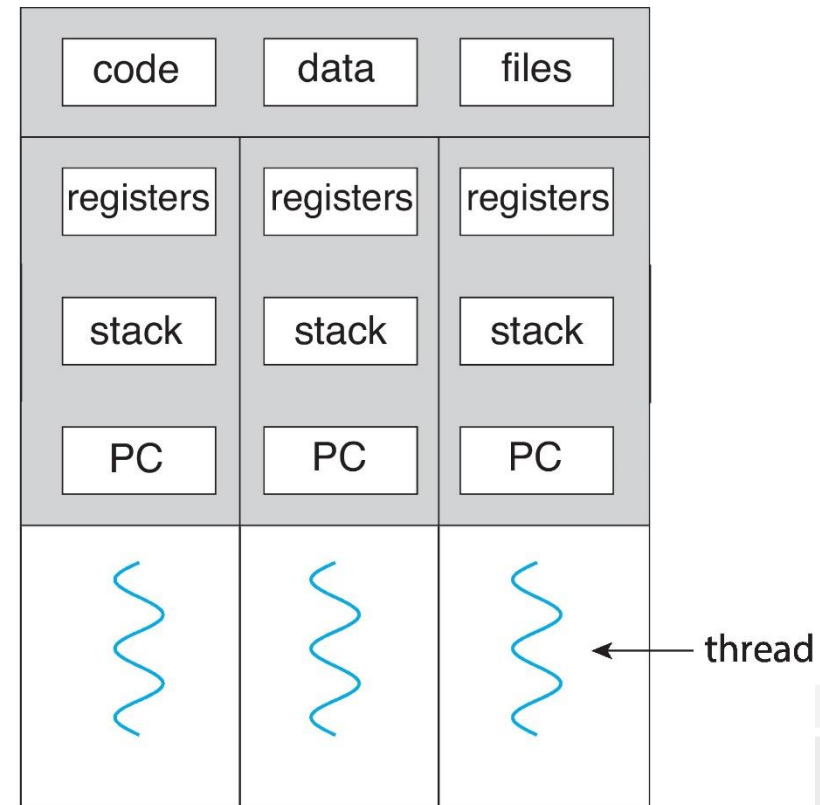 code data files
registers registers registers
stack stack stack
PC PC PC
thread